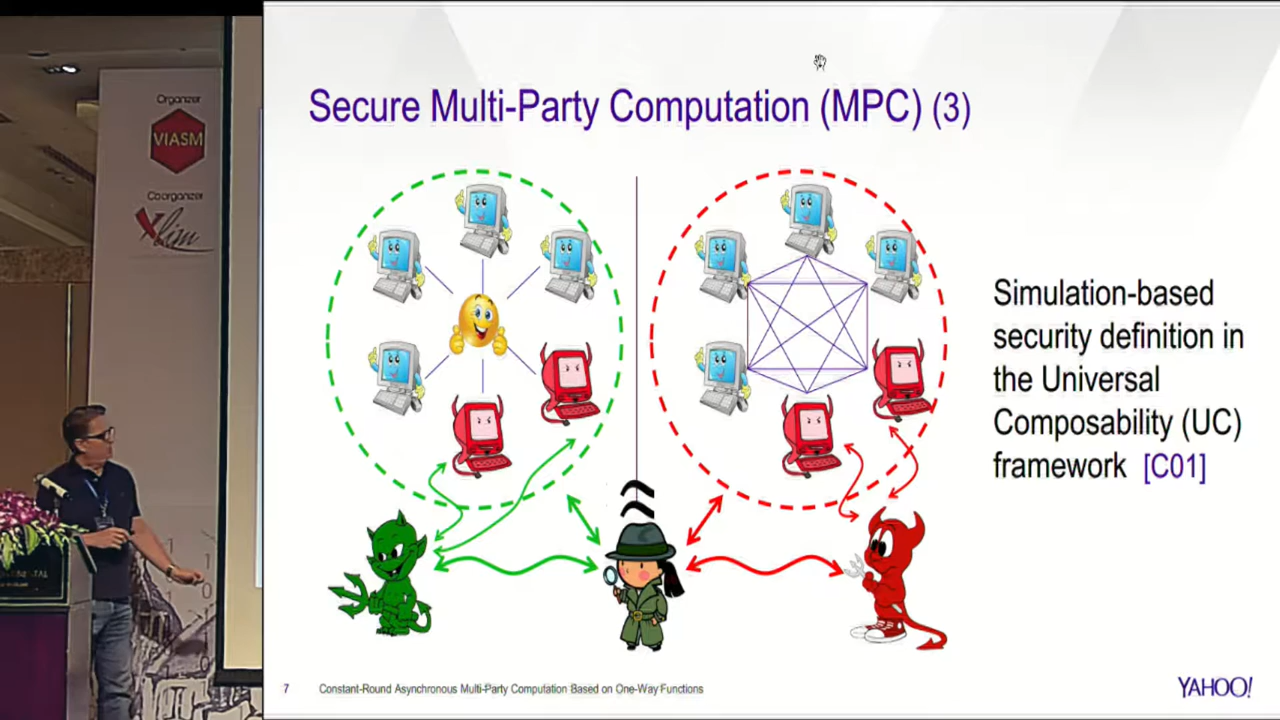 Organizer
VIASM
Coorganizer
Xlim
Secure Multi-Party Computation (MPC) (3)
Simulation-based
security definition in
the Universal
Composability (UC)
framework [C01]
7 Constant-Round Asynchronous Multi-Party Computation Based on One-Way Functions
YAHOO!